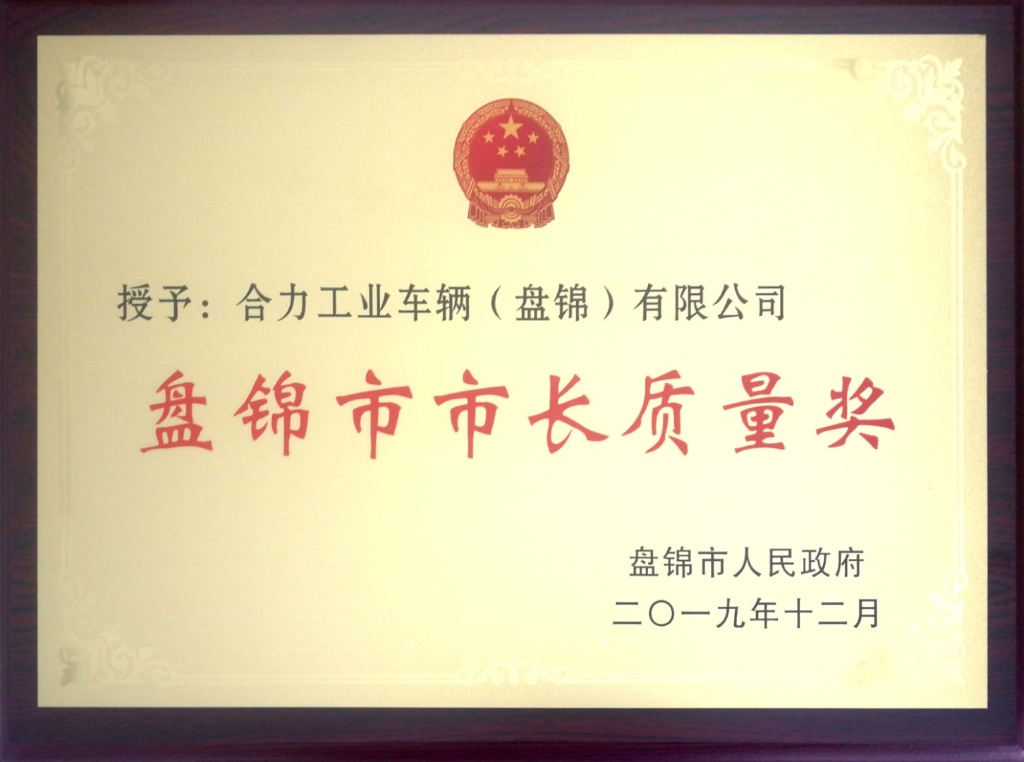 授予：合力工业车辆（盘锦）有限公司
盘锦市市长质量奖
盘锦市人民政府
二〇一九年十二月